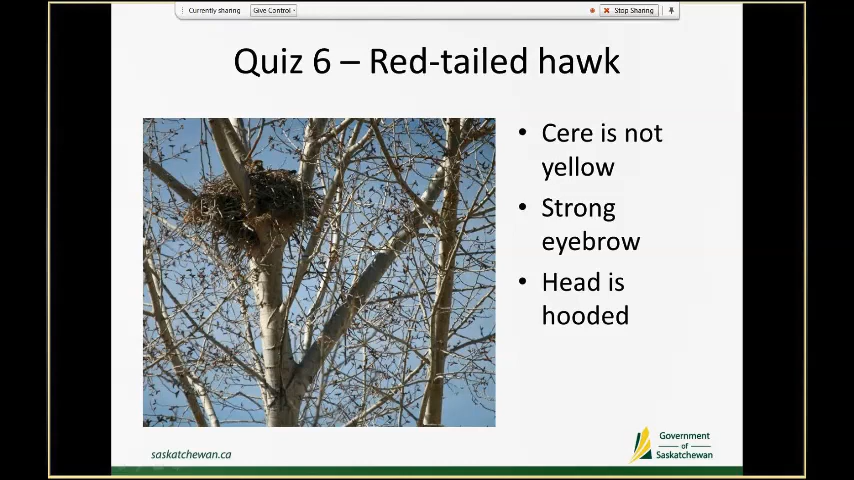 Currently sharing
Give Control
Stop Sharing
Quiz 6 – Red-tailed hawk
• Cere is not
yellow
• Strong
eyebrow
• Head is
hooded
saskatchewan.ca
Government
of
Saskatchewan